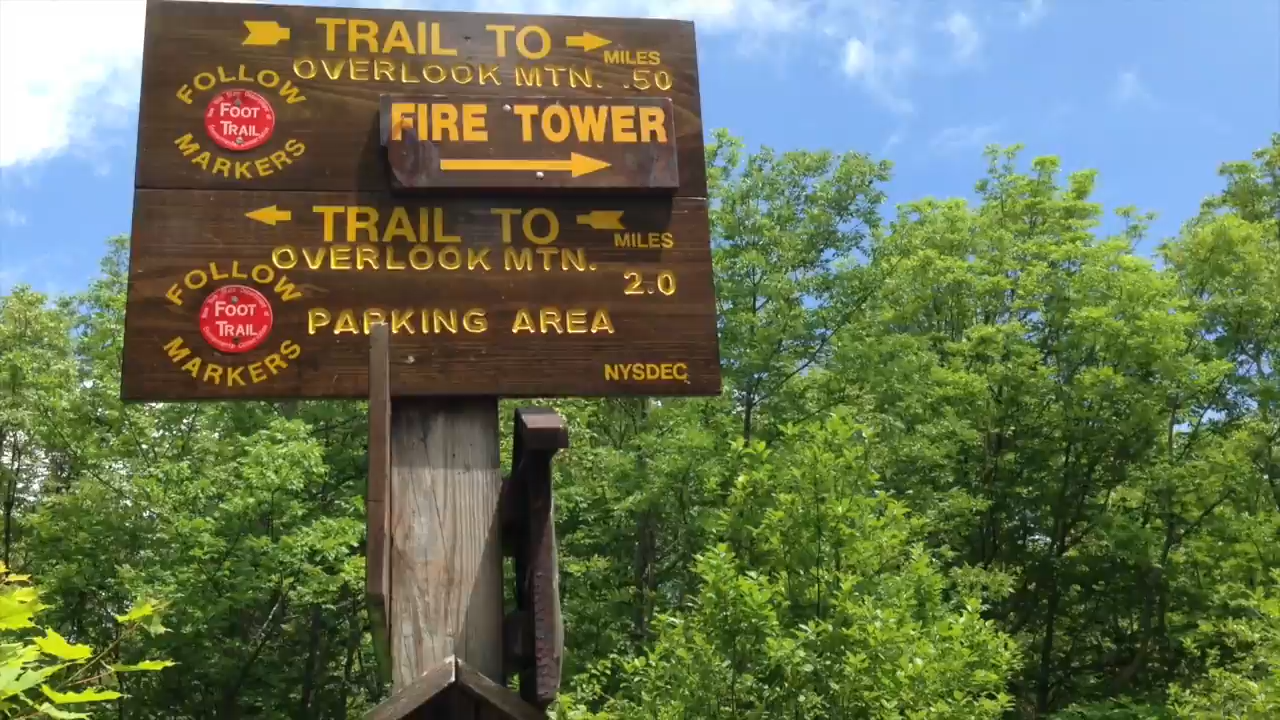 TRAIL TO
MILES
OVERLOOK MTN. .50
FOLLOW
FOOT
TRAIL
MARKERS
FIRE TOWER
TRAIL TO
MILES
OVERLOOK MTN.
2.0
FOLLOW
FOOT
TRAIL
MARKERS
PARKING AREA
NYSDEC